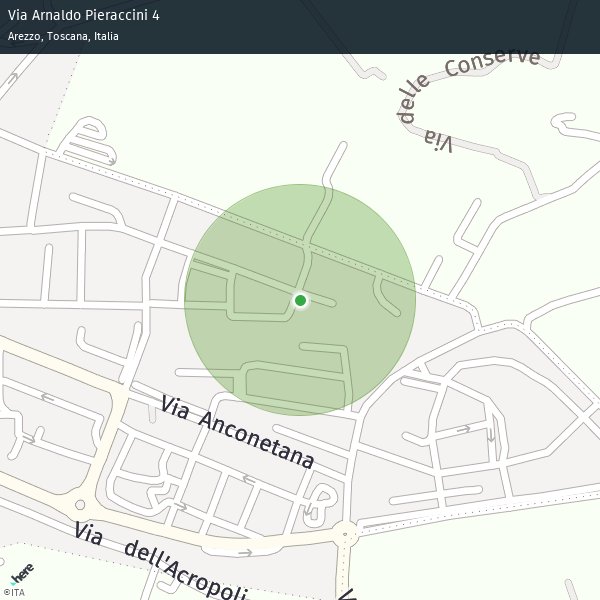 Via Arnaldo Pieraccini 4
Arezzo, Toscana, Italia
Via delle Conserve
Via Anconetana
Via dell'Acropoli
V
here
©ITA